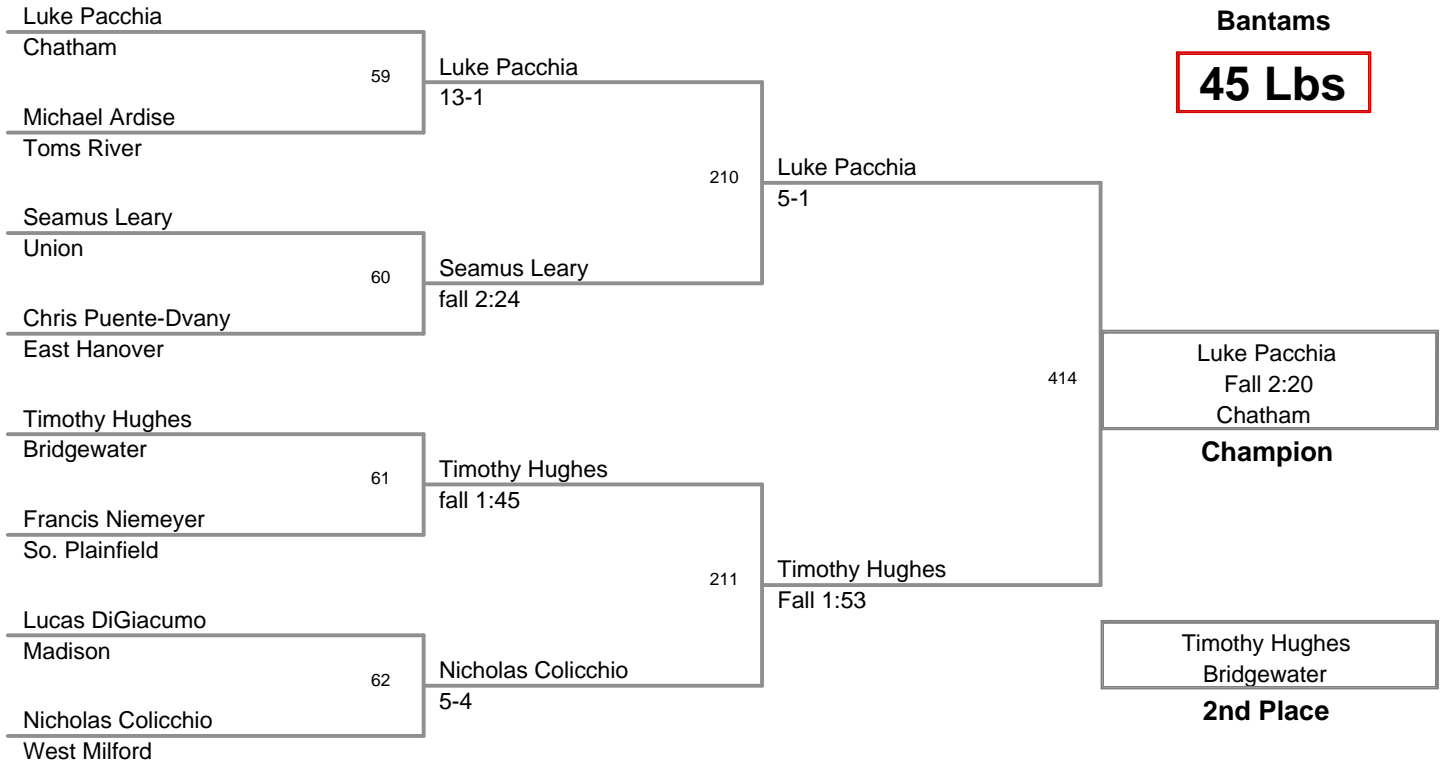 Bantams
45 Lbs
Luke Pacchia
Chatham
59
Michael Ardise
Toms River
Seamus Leary
Union
60
Chris Puente-Dvany
East Hanover
Timothy Hughes
Bridgewater
61
Francis Niemeyer
So. Plainfield
Lucas DiGiacumo
Madison
62
Nicholas Colicchio
West Milford
Luke Pacchia
13-1
210
Seamus Leary
fall 2:24
Timothy Hughes
fall 1:45
211
Nicholas Colicchio
5-4
Luke Pacchia
5-1
414
Timothy Hughes
Fall 1:53
Luke Pacchia
Fall 2:20
Chatham
Champion
Timothy Hughes
Bridgewater
2nd Place